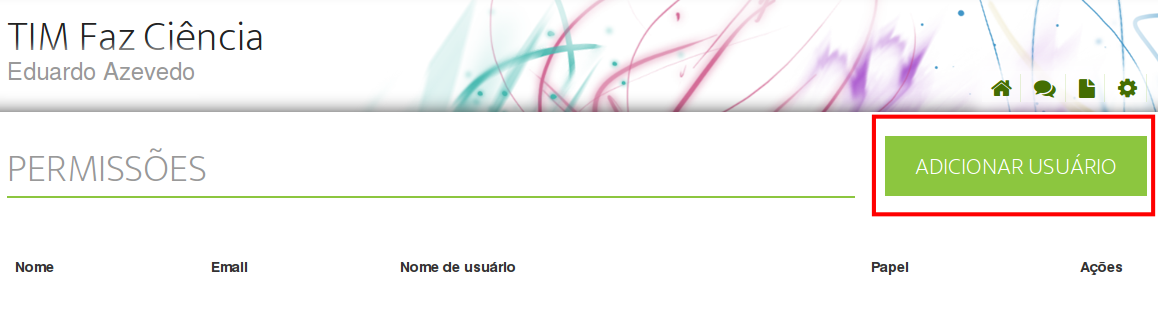 TIM Faz Ciência
Eduardo Azevedo
PERMISSÕES
ADICIONAR USUÁRIO
Nome Email Nome de usuário Papel Ações